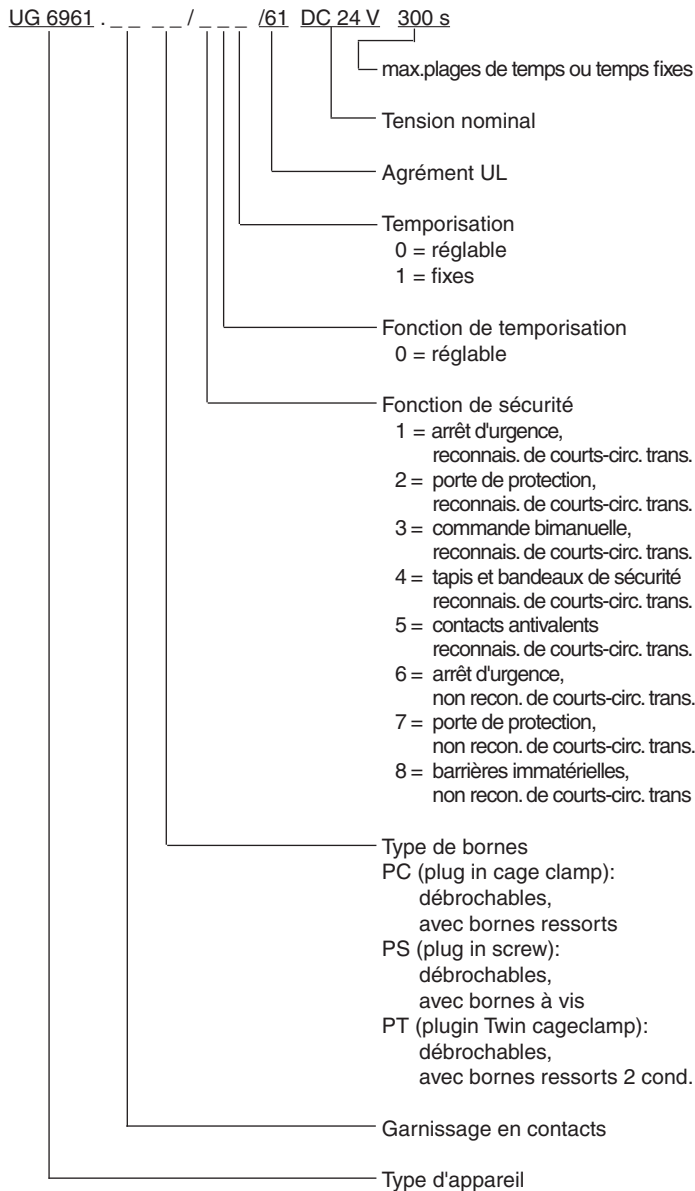 UG 6961 . _ _ _ _ / _ _ _ /61 DC 24 V 300 s
max.plages de temps ou temps fixes
Tension nominal
Agrément UL
Temporisation
0 = réglable
1 = fixes
Fonction de temporisation
0 = réglable
Fonction de sécurité
1 = arrêt d'urgence,
reconnais. de courts-circ. trans.
2 = porte de protection,
reconnais. de courts-circ. trans.
3 = commande bimanuelle,
reconnais. de courts-circ. trans.
4 = tapis et bandeaux de sécurité
reconnais. de courts-circ. trans.
5 = contacts antivalents
reconnais. de courts-circ. trans.
6 = arrêt d'urgence,
non recon. de courts-circ. trans.
7 = porte de protection,
non recon. de courts-circ. trans.
8 = barrières immatérielles,
non recon. de courts-circ. trans
Type de bornes
PC (plug in cage clamp):
débrochables,
avec bornes ressorts
PS (plug in screw):
débrochables,
avec bornes à vis
PT (plugin Twin cageclamp):
débrochables,
avec bornes ressorts 2 cond.
Garnissage en contacts
Type d'appareil